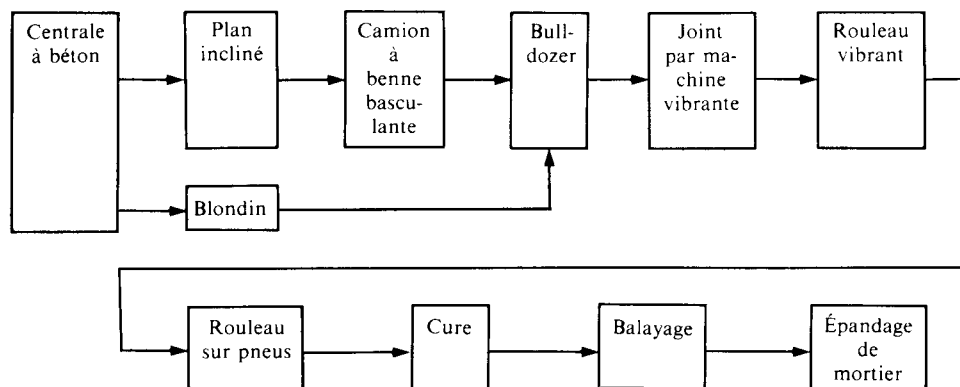 Centrale
à béton
Plan
incliné
Camion
à
benne
bascu-
lante
Bull-
dozer
Joint
par ma-
chine
vibrante
Rouleau
vibrant
Blondin
Rouleau
sur pneus
Cure
Balayage
Épandage
de
mortier